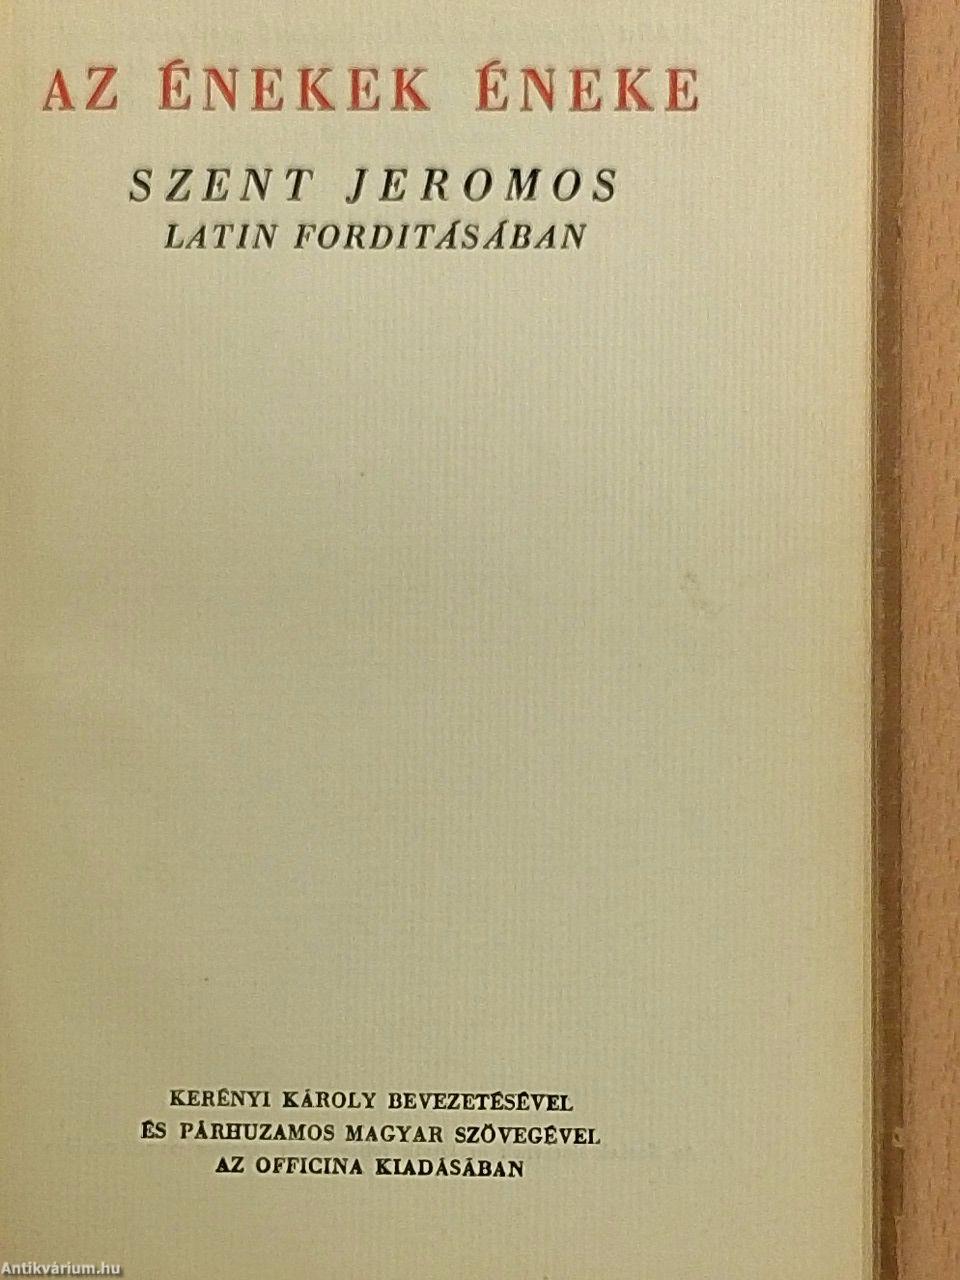 AZ ÉNEKEK ÉNEKE
SZENT JEROMOS
LATIN FORDITÁSÁBAN
KERÉNYI KÁROLY BEVEZETÉSÉVEL
ÉS PÁRHUZAMOS MAGYAR SZÖVEGÉVEL
AZ OFFICINA KIADÁSÁBAN
Antikvárium.hu